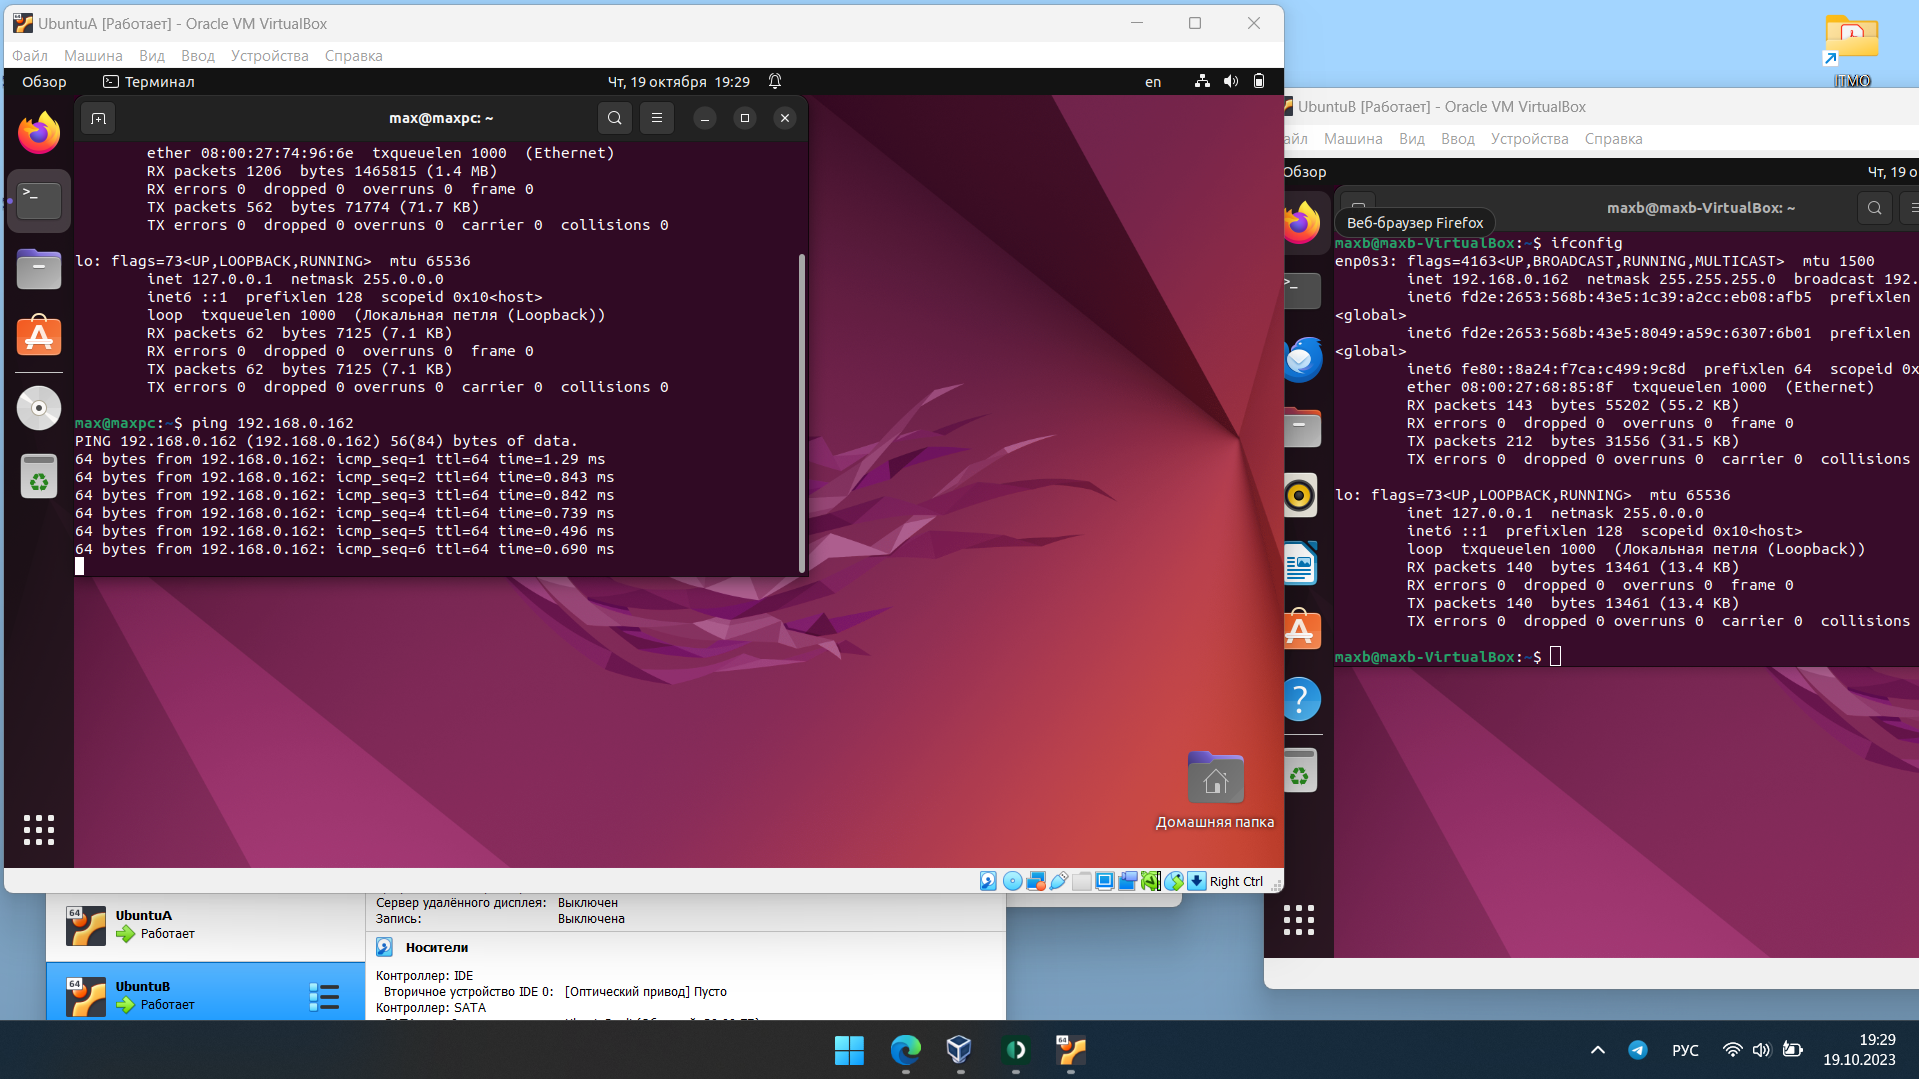 UbuntuA [Работает] - Oracle VM VirtualBox
Файл Машина Вид Ввод Устройства Справка
Обзор Терминал Чт, 19 октября 19:29 en
max@maxpc: ~
ether 08:00:27:74:96:6e txqueuelen 1000 (Ethernet)
RX packets 1206 bytes 1465815 (1.4 MB)
RX errors 0 dropped 0 overruns 0 frame 0
TX packets 562 bytes 71774 (71.7 KB)
TX errors 0 dropped 0 overruns 0 carrier 0 collisions 0
lo: flags=73<UP,LOOPBACK,RUNNING> mtu 65536
inet 127.0.0.1 netmask 255.0.0.0
inet6 ::1 prefixlen 128 scopeid 0x10<host>
loop txqueuelen 1000 (Локальная петля (Loopback))
RX packets 62 bytes 7125 (7.1 KB)
RX errors 0 dropped 0 overruns 0 frame 0
TX packets 62 bytes 7125 (7.1 KB)
TX errors 0 dropped 0 overruns 0 carrier 0 collisions 0
max@maxpc:~$ ping 192.168.0.162
PING 192.168.0.162 (192.168.0.162) 56(84) bytes of data.
64 bytes from 192.168.0.162: icmp_seq=1 ttl=64 time=1.29 ms
64 bytes from 192.168.0.162: icmp_seq=2 ttl=64 time=0.843 ms
64 bytes from 192.168.0.162: icmp_seq=3 ttl=64 time=0.842 ms
64 bytes from 192.168.0.162: icmp_seq=4 ttl=64 time=0.739 ms
64 bytes from 192.168.0.162: icmp_seq=5 ttl=64 time=0.496 ms
64 bytes from 192.168.0.162: icmp_seq=6 ttl=64 time=0.690 ms
Домашняя папка
Right Ctrl
ITMO
UbuntuB [Работает] - Oracle VM VirtualBox
айл Машина Вид Ввод Устройства Справка
Обзор Чт, 19 о
maxb@maxb-VirtualBox: ~
Веб-браузер Firefox
maxb@maxb-VirtualBox:~$ ifconfig
enp0s3: flags=4163<UP,BROADCAST,RUNNING,MULTICAST> mtu 1500
inet 192.168.0.162 netmask 255.255.255.0 broadcast 192.
inet6 fd2e:2653:568b:43e5:1c39:a2cc:eb08:afb5 prefixlen
<global>
inet6 fd2e:2653:568b:43e5:8049:a59c:6307:6b01 prefixlen
<global>
inet6 fe80::8a24:f7ca:c499:9c8d prefixlen 64 scopeid 0x
ether 08:00:27:68:85:8f txqueuelen 1000 (Ethernet)
RX packets 143 bytes 55202 (55.2 KB)
RX errors 0 dropped 0 overruns 0 frame 0
TX packets 212 bytes 31556 (31.5 KB)
TX errors 0 dropped 0 overruns 0 carrier 0 collisions
lo: flags=73<UP,LOOPBACK,RUNNING> mtu 65536
inet 127.0.0.1 netmask 255.0.0.0
inet6 ::1 prefixlen 128 scopeid 0x10<host>
loop txqueuelen 1000 (Локальная петля (Loopback))
RX packets 140 bytes 13461 (13.4 KB)
RX errors 0 dropped 0 overruns 0 frame 0
TX packets 140 bytes 13461 (13.4 KB)
TX errors 0 dropped 0 overruns 0 carrier 0 collisions
maxb@maxb-VirtualBox:~$
64
UbuntuA
Работает
64
UbuntuB
Работает
Сервер удалённого дисплея: Выключен
Запись: Выключена
Носители
Контроллер: IDE
Вторичное устройство IDE 0: [Оптический привод] Пусто
Контроллер: SATA
64
РУС
19:29
19.10.2023